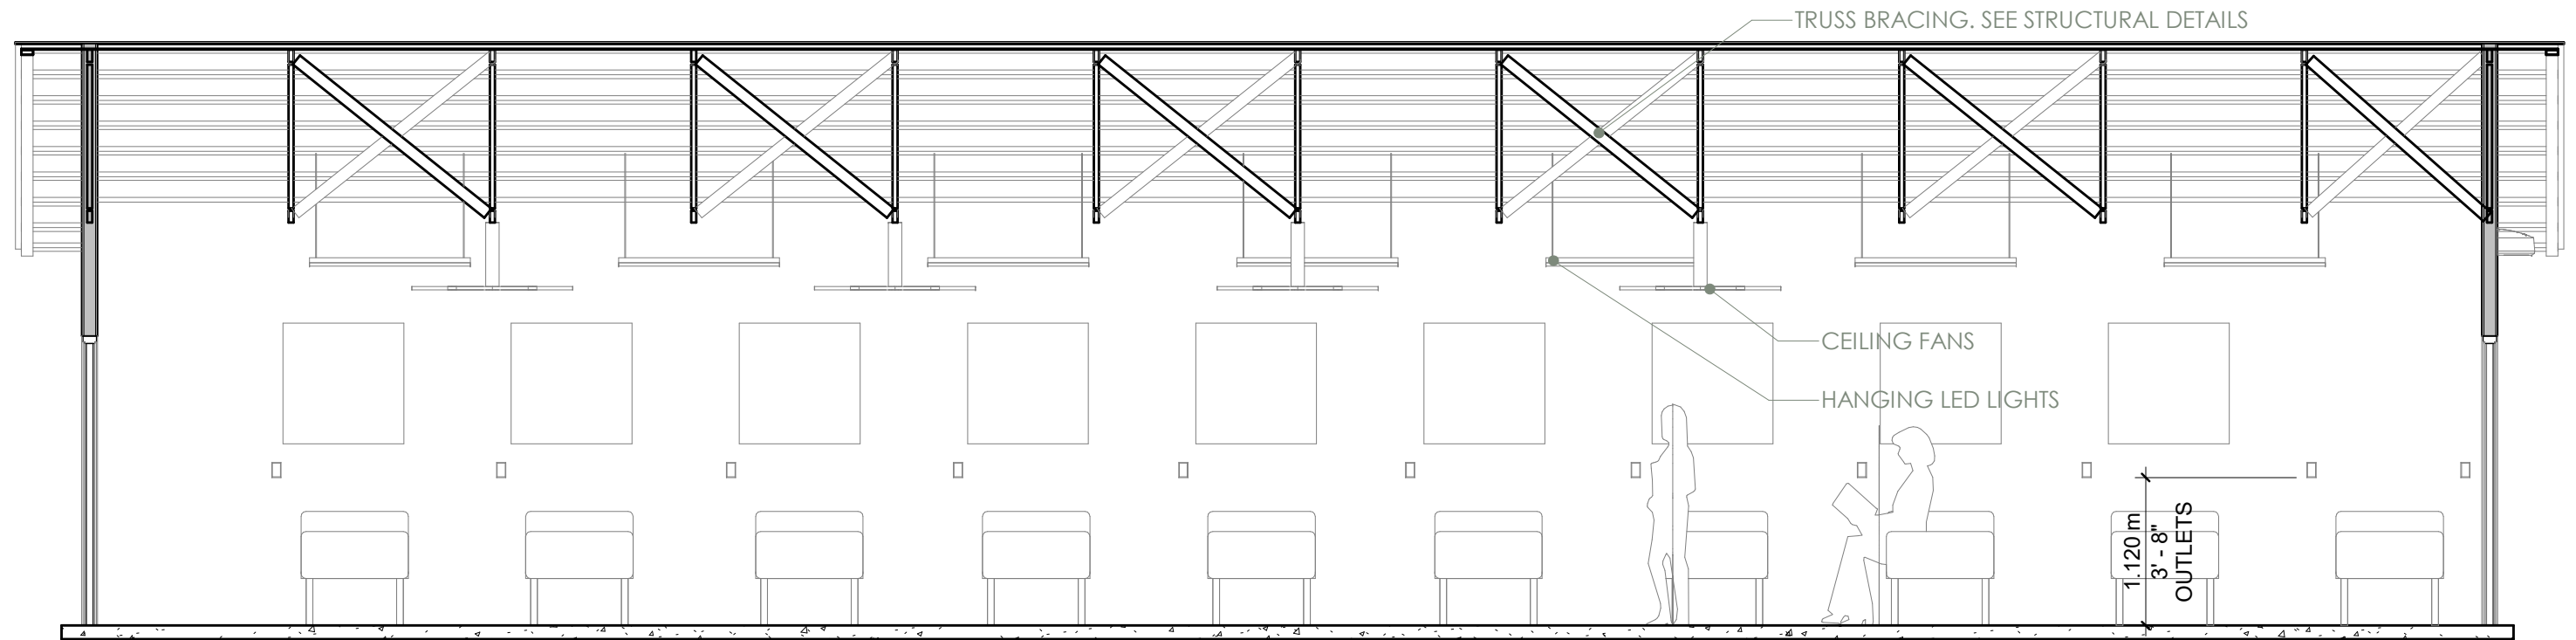 TRUSS BRACING. SEE STRUCTURAL DETAILS
CEILING FANS
HANGING LED LIGHTS
1.120 m
3' - 8"
OUTLETS